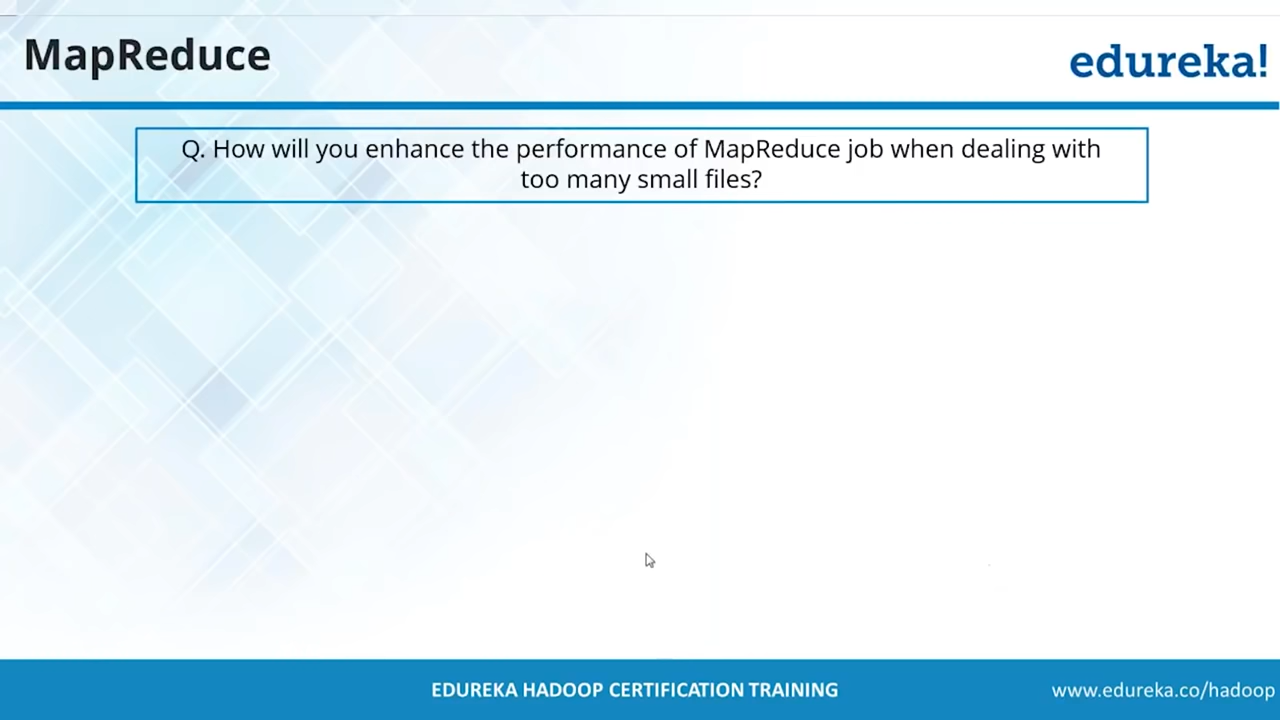 MapReduce
edureka!
Q. How will you enhance the performance of MapReduce job when dealing with
too many small files?
EDUREKA HADOOP CERTIFICATION TRAINING
www.edureka.co/hadoop